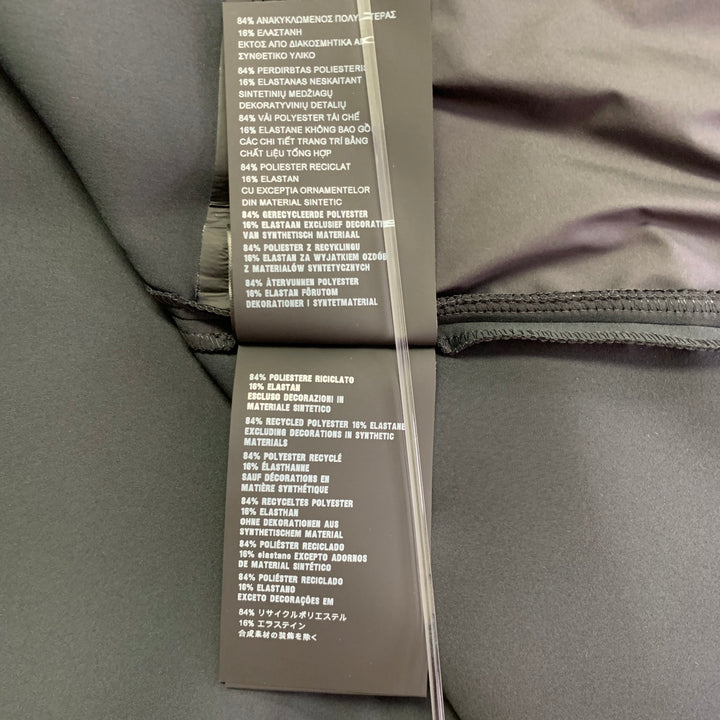 84% ΑΝΑΚΥΚΛΩΜΕΝΟΣ
16% ΕΛΑΣΤΑΝΗ
ΕΚΤΟΣ ΑΠΟ ΔΙΑΚΟΣΜΗΤΙΚΑ
ΣΥΝΘΕΤΙΚΟ ΥΛΙΚΟ
84% PERDIRBTAS POLIESTERIS
16% ELASTANAS NESKAITANT
SINTETINIŲ MEDŽIAGŲ
DEKORATYVINIŲ DETALIŲ
84% VẢI POLYESTER TÁI CHẾ
16% ELASTANE KHÔNG BAO GỒ
CÁC CHI TIẾT TRANG TRÍ BẰNG
CHẤT LIỆU TỔNG HỢP
84% POLIESTER RECICLAT
16% ELASTAN
CU EXCEPȚIA ORNAMENTELOR
DIN MATERIAL SINTETIC
84% GERECYCLEERDE POLYESTER
16% ELASTAAN EXCLUSIEF
VAN SYNTHETISCH MATERIAAL
84% POLIESTER Z RECYKLINGU
16% ELASTAN ZA WYJĄTKIEM OZDÓB
Z MATERIAŁÓW SYNTETYCZNYCH
84% ÅTERVUNNEN POLYESTER
16% ELASTAN FÖRUTOM
DEKORATIONER I SYNTETMATERIAL
84% POLIESTERE RICICLATO
16% ELASTAN
ESCLUSO DECORAZIONI IN
MATERIALE SINTETICO
84% RECYCLED POLYESTER 16% ELASTANE
EXCLUDING DECORATIONS IN SYNTHETIC
MATERIALS
84% POLYESTER RECYCLÉ
16% ÉLASTHANNE
SAUF DÉCORATIONS EN
MATIÈRE SYNTHÉTIQUE
84% RECYCELTES POLYESTER
16% ELASTHAN
OHNE DEKORATIONEN AUS
SYNTHETISCHEM MATERIAL
84% POLIÉSTER RECICLADO
16% elastano EXCEPTO ADORNOS
DE MATERIAL SINTÉTICO
84% POLIÉSTER RECICLADO
16% ELASTANO
EXCETO DECORAÇÕES EM
84% リサイクルポリエステル
16% エラステイン
合成素材の装飾を除く